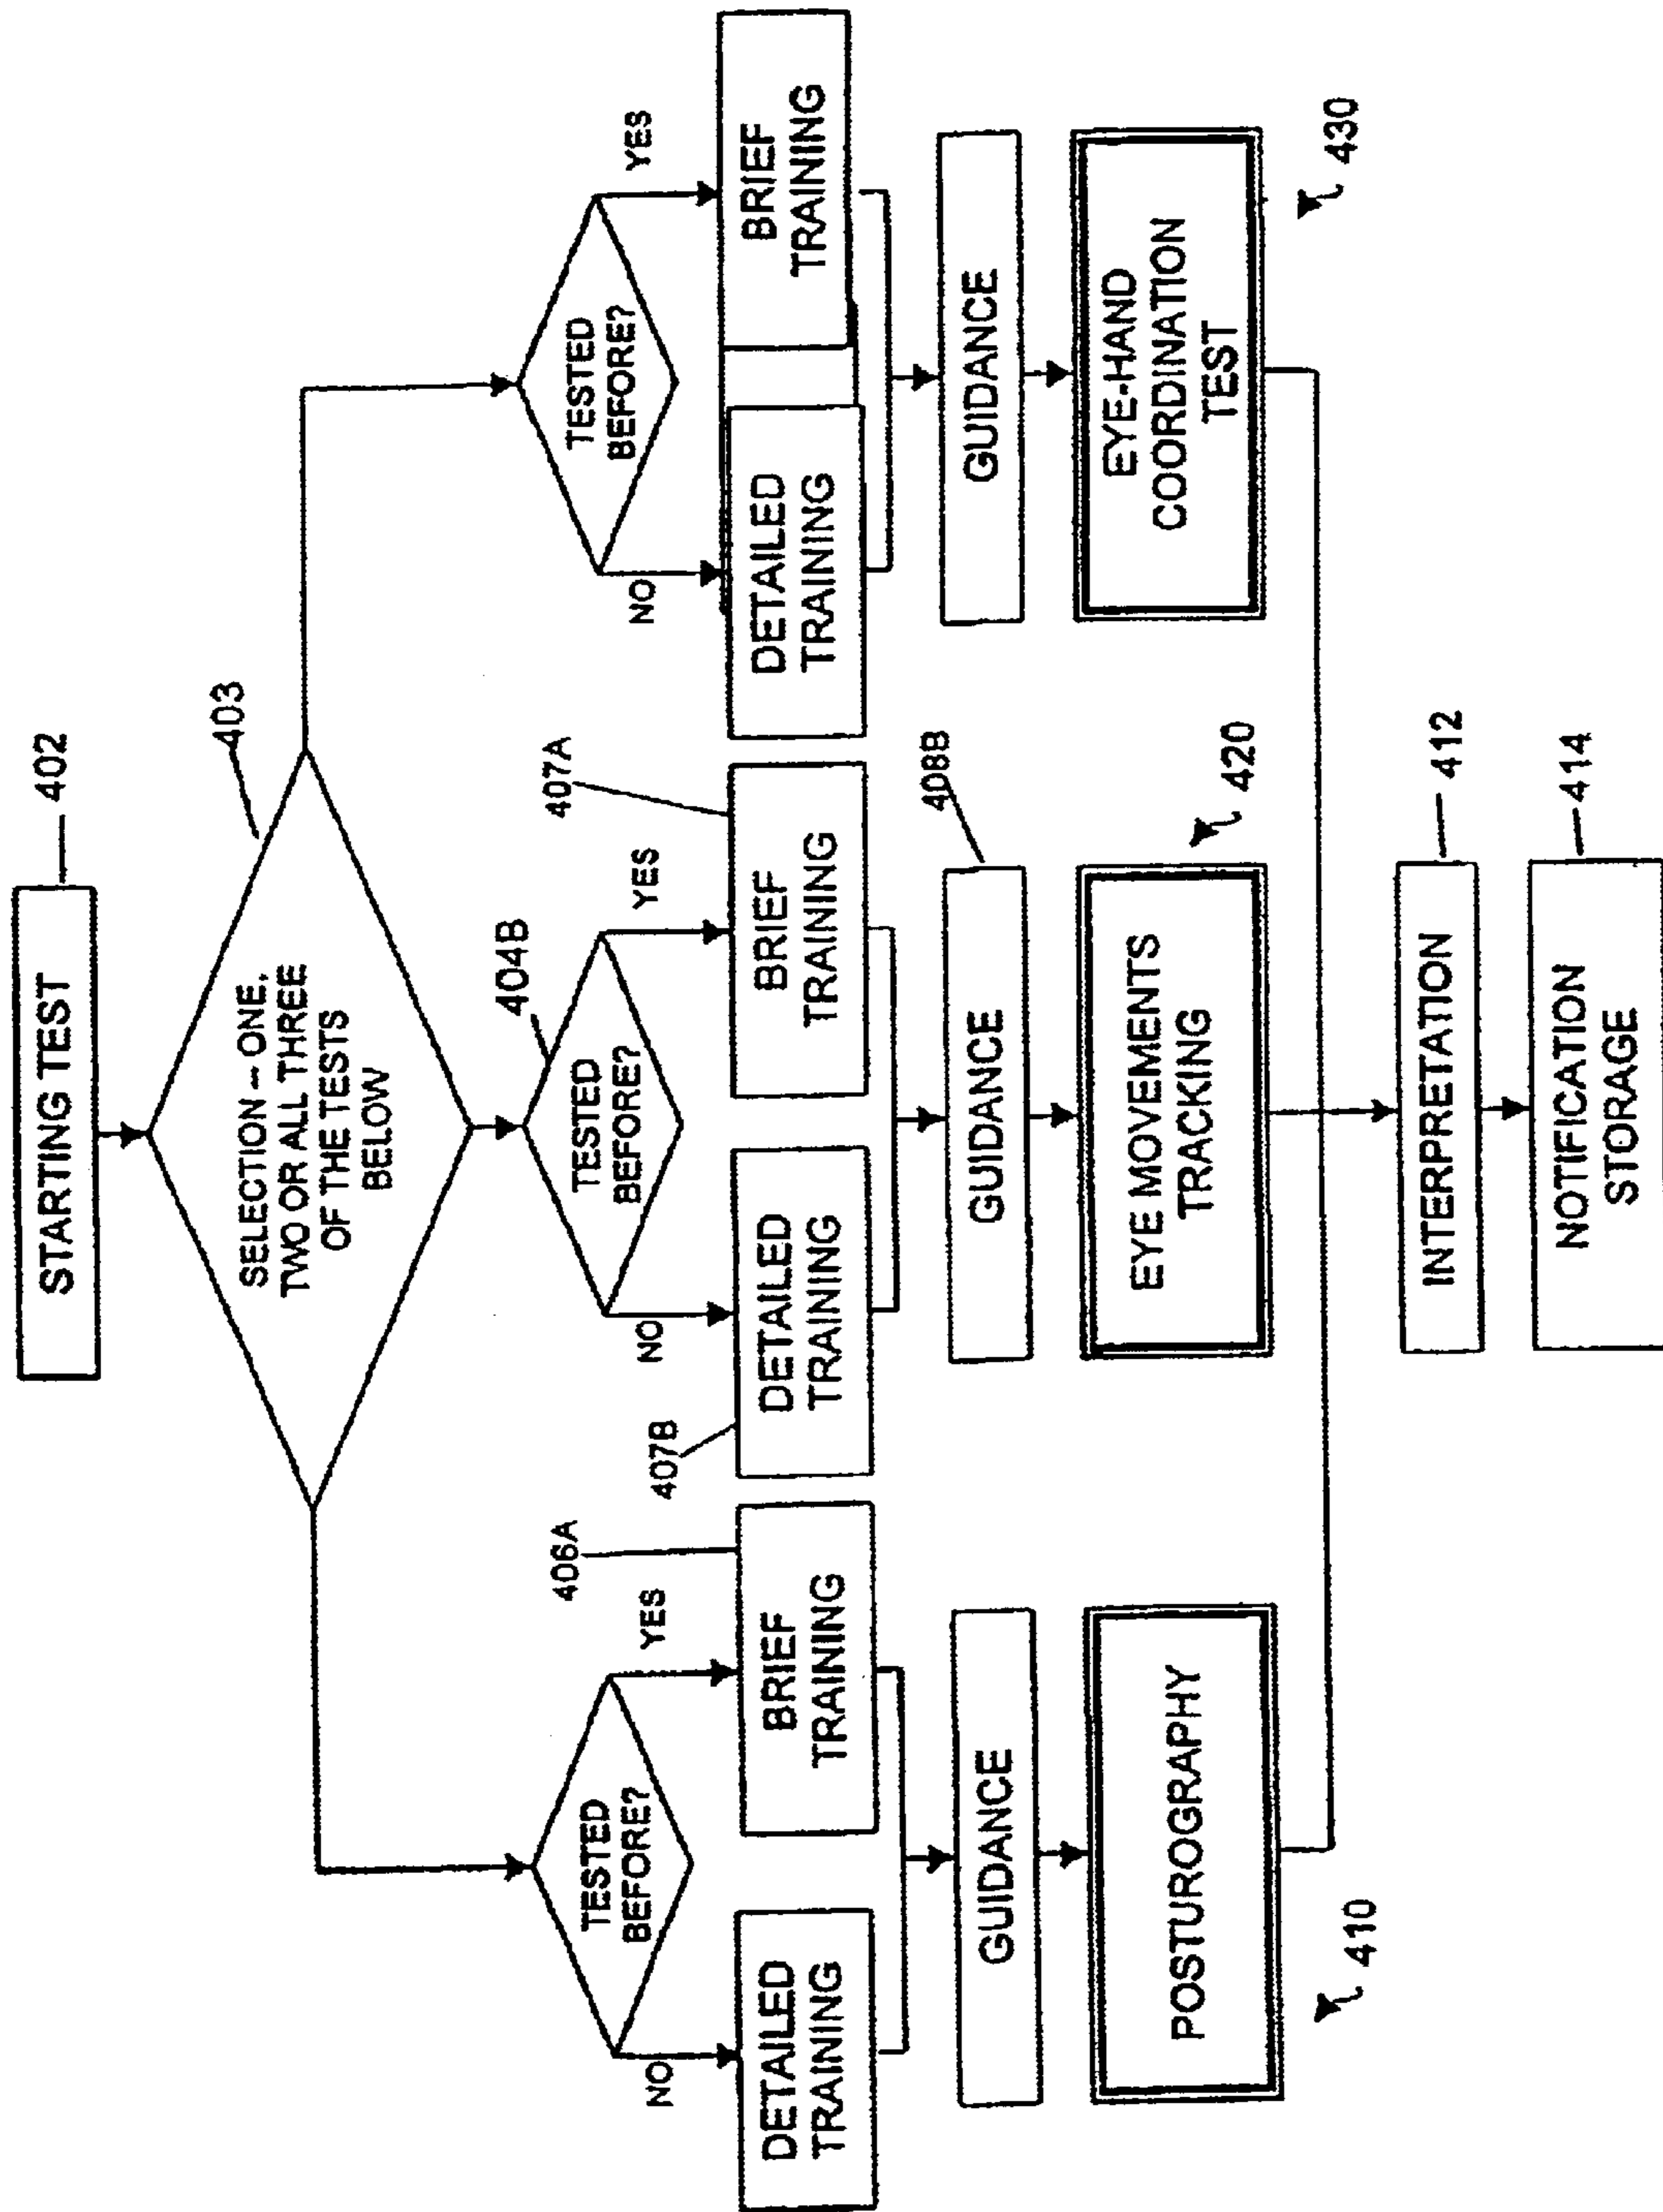 STARTING TEST
402
403
SELECTION – ONE,
TWO OR ALL THREE
OF THE TESTS
BELOW
TESTED
BEFORE?
NO
YES
406A
DETAILED
TRAINING
BRIEF
TRAINING
GUIDANCE
POSTUROGRAPHY
410
404B
TESTED
BEFORE?
NO
YES
407B
407A
DETAILED
TRAINING
BRIEF
TRAINING
408B
GUIDANCE
EYE MOVEMENTS
TRACKING
420
TESTED
BEFORE?
NO
YES
DETAILED
TRAINING
BRIEF
TRAINING
GUIDANCE
EYE-HAND
COORDINATION
TEST
430
INTERPRETATION
412
NOTIFICATION
STORAGE
414